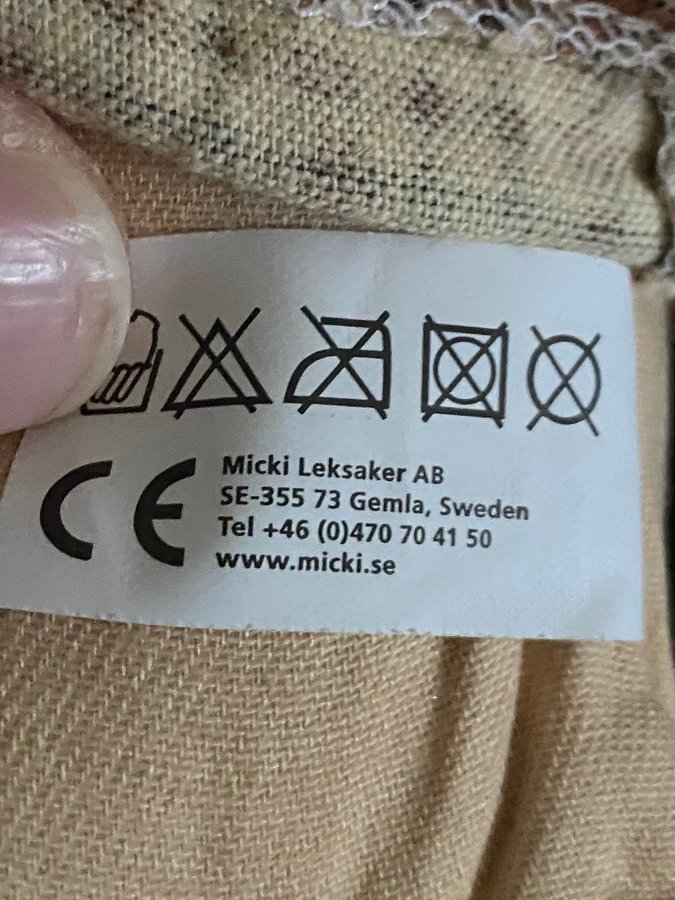 CE
Micki Leksaker AB
SE-355 73 Gemla, Sweden
Tel +46 (0)470 70 41 50
www.micki.se